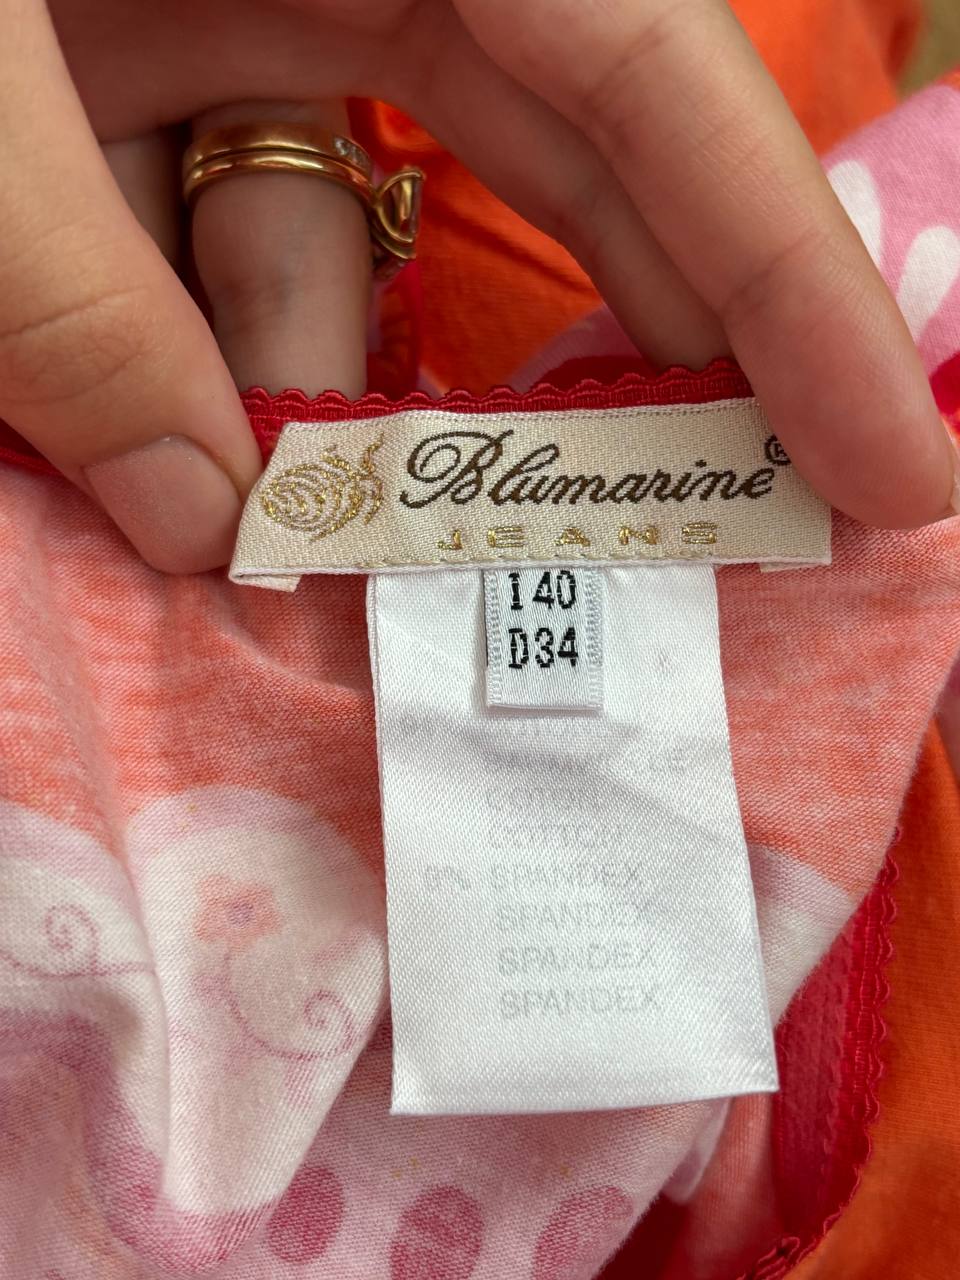 Blumarine®
JEANS
I 40
D34
COTTON
COTTON
SPANDEX
SPANDEX
SPANDEX
SPANDEX